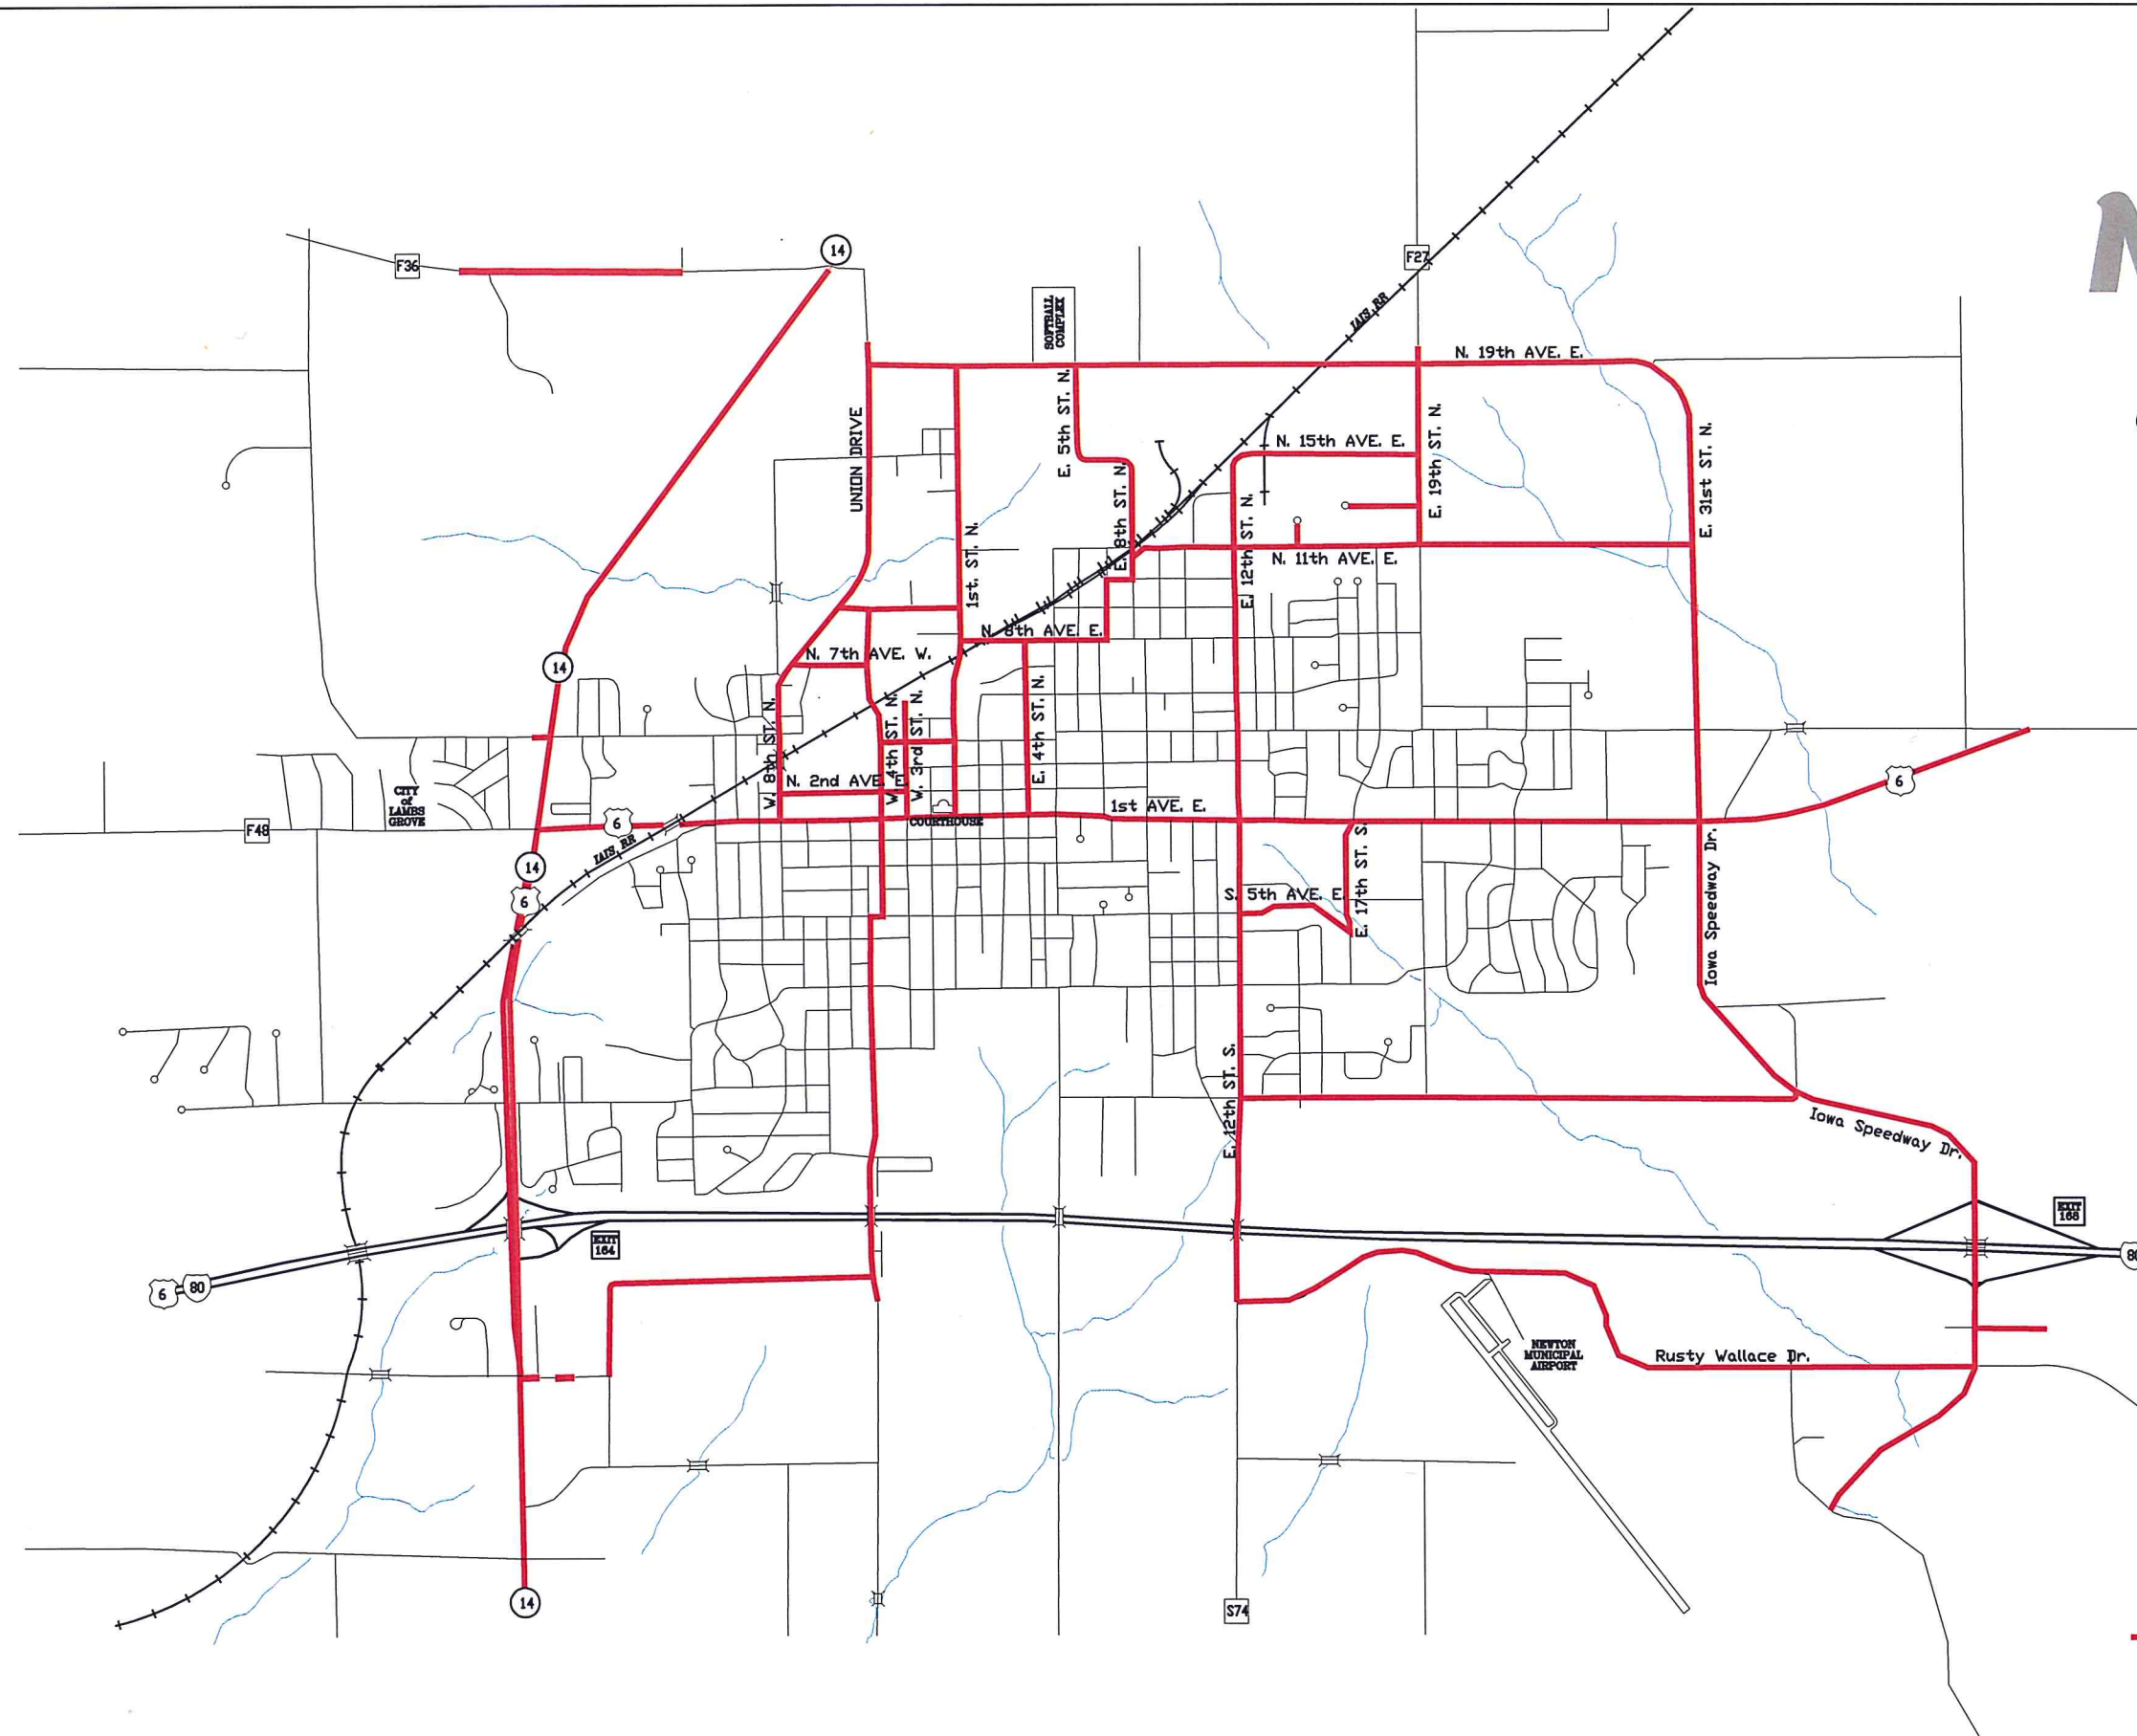 14
F36
F27
IAIS RR
SOFTBALL
COMPLEX
N. 19th AVE. E.
E. 5th ST. N.
UNION DRIVE
N. 15th AVE. E.
E. 19th ST. N.
E. 31st ST. N.
E. 8th ST. N.
E. 12th ST. N.
1st. ST. N.
N. 11th AVE. E.
N. 8th AVE. E.
N. 7th AVE. W.
14
W. 8th ST. N.
W. 4th ST. N.
W. 3rd ST. N.
E. 4th ST. N.
N. 2nd AVE. E.
6
CITY
of
LAMBS
GROVE
1st AVE. E.
COURTHOUSE
F48
6
IAIS RR
14
6
E. 17th ST. S.
S. 5th AVE. E.
Iowa Speedway Dr.
E. 12th ST. S.
Iowa Speedway Dr.
EXIT
168
EXIT
164
6
80
80
NEWTON
MUNICIPAL
AIRPORT
Rusty Wallace Dr.
14
S74